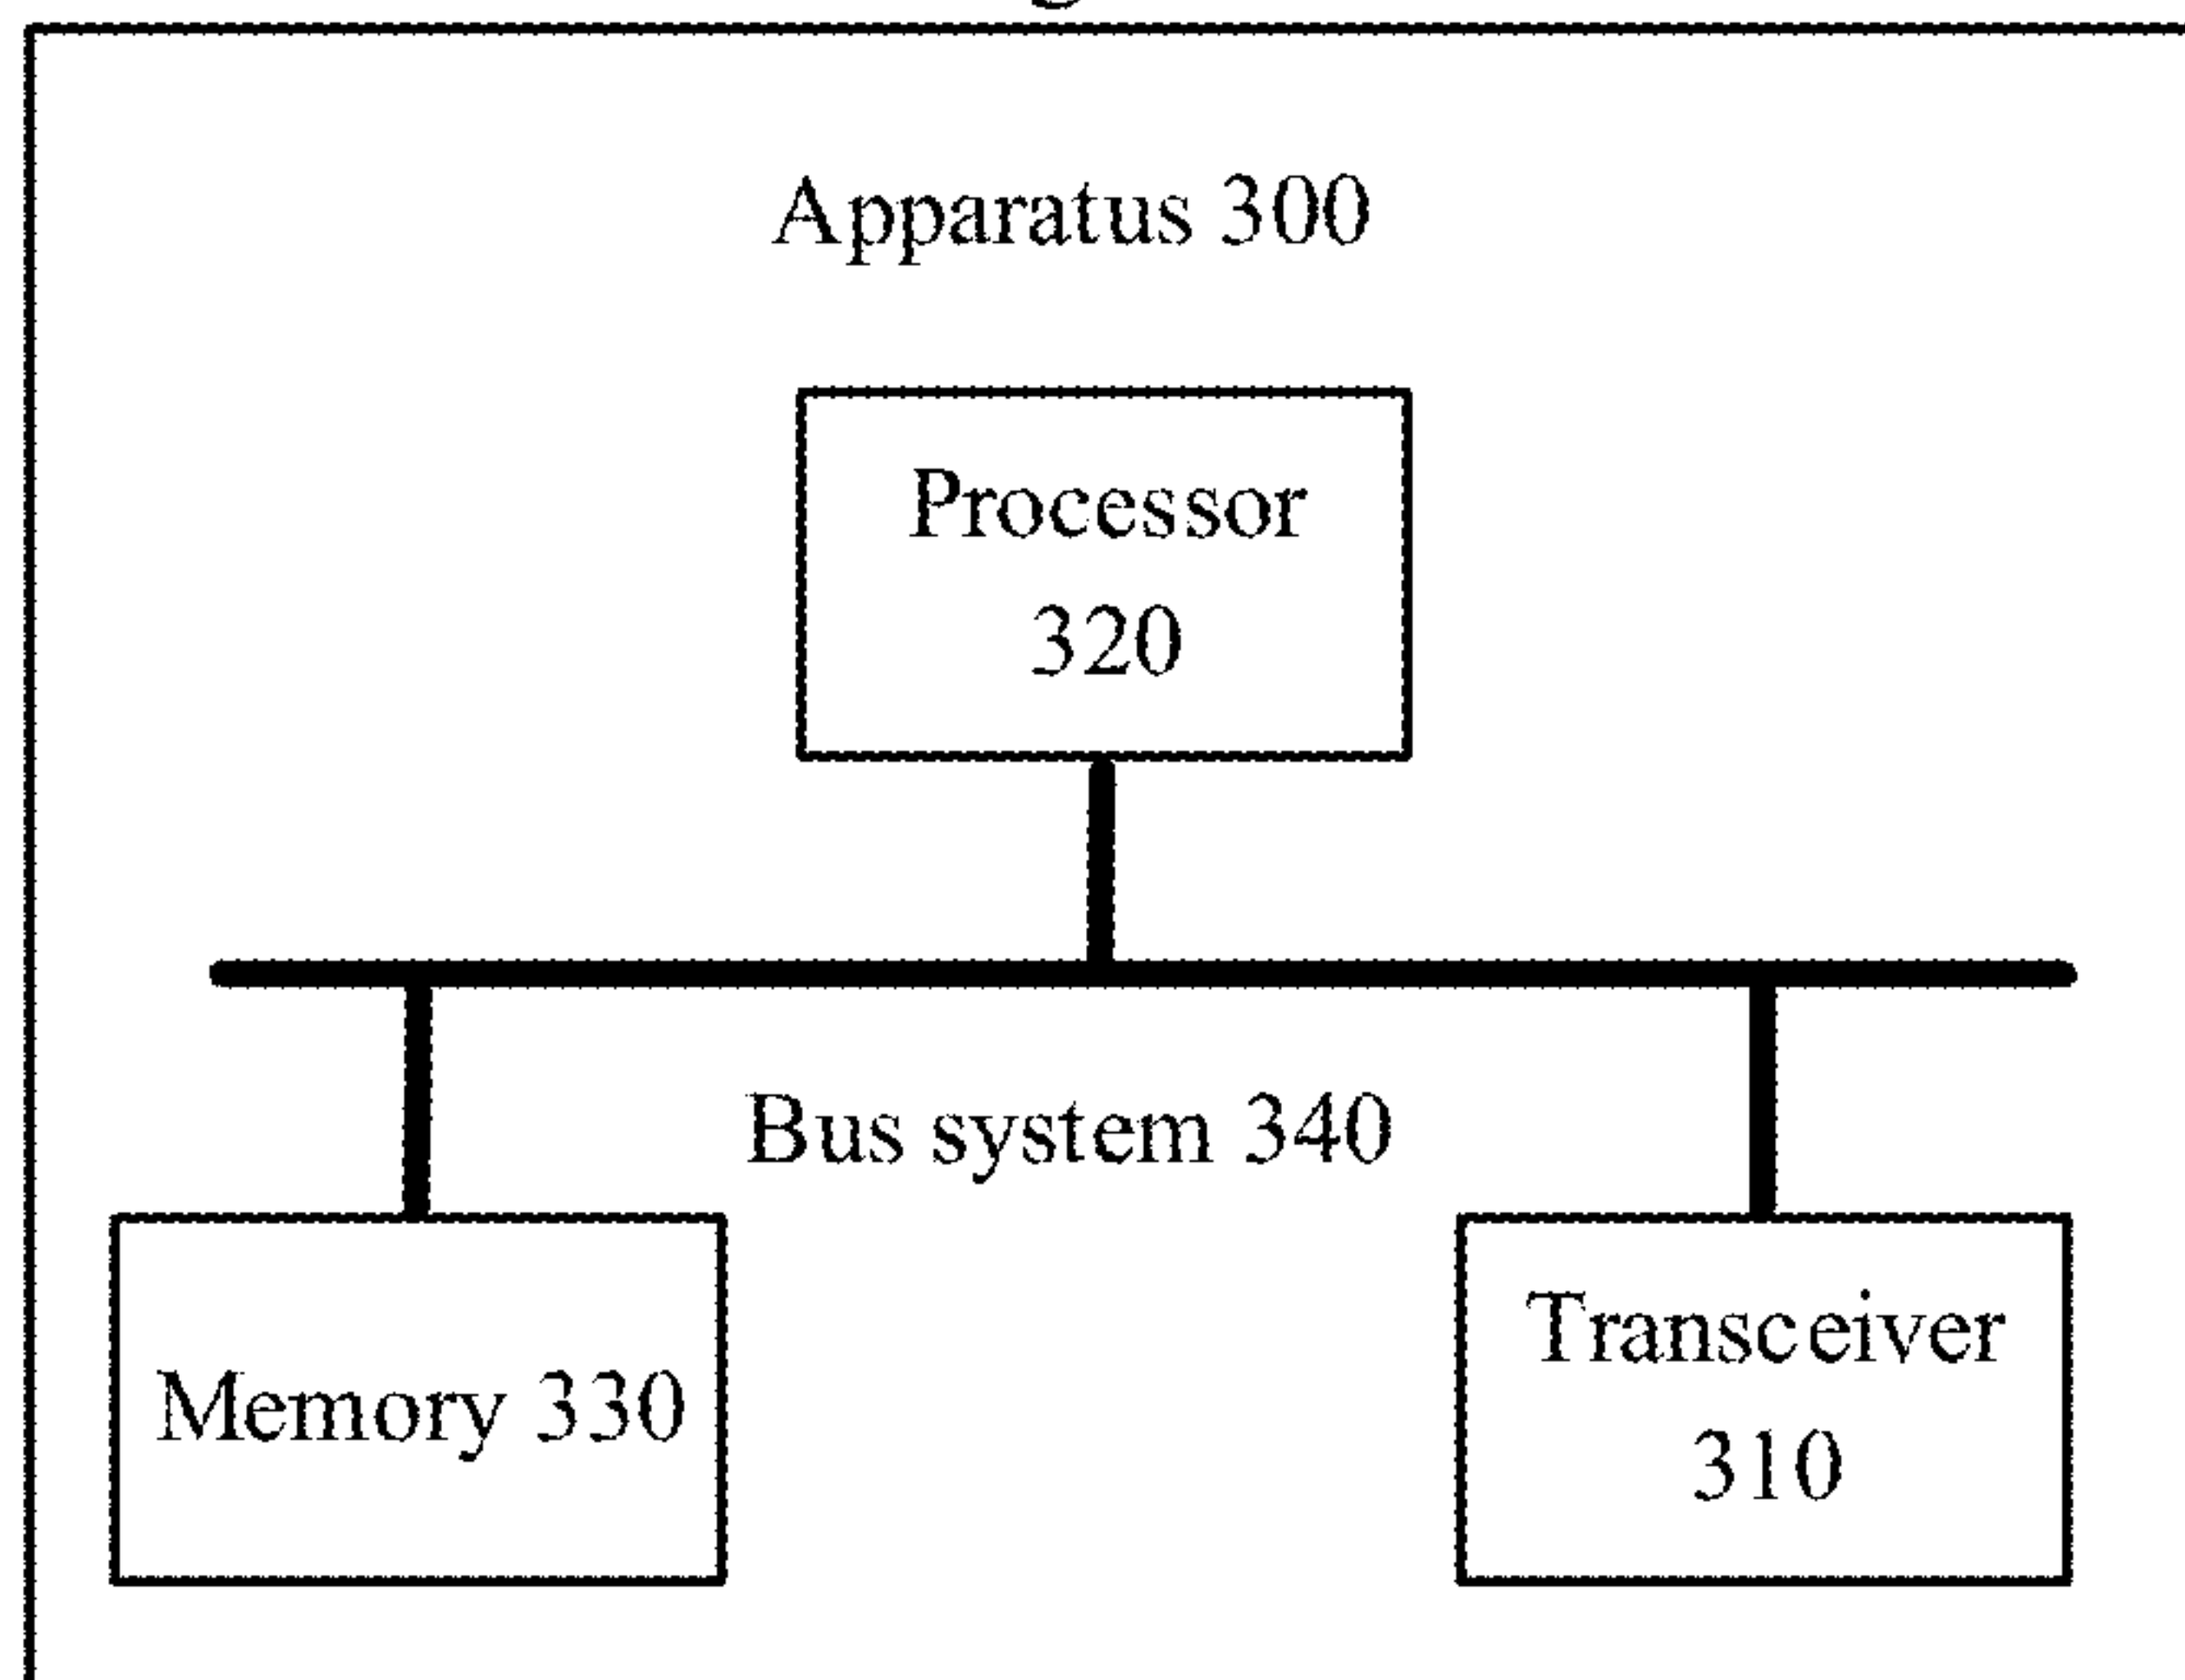 Apparatus 300
Processor
320
Bus system 340
Memory 330
Transceiver
310